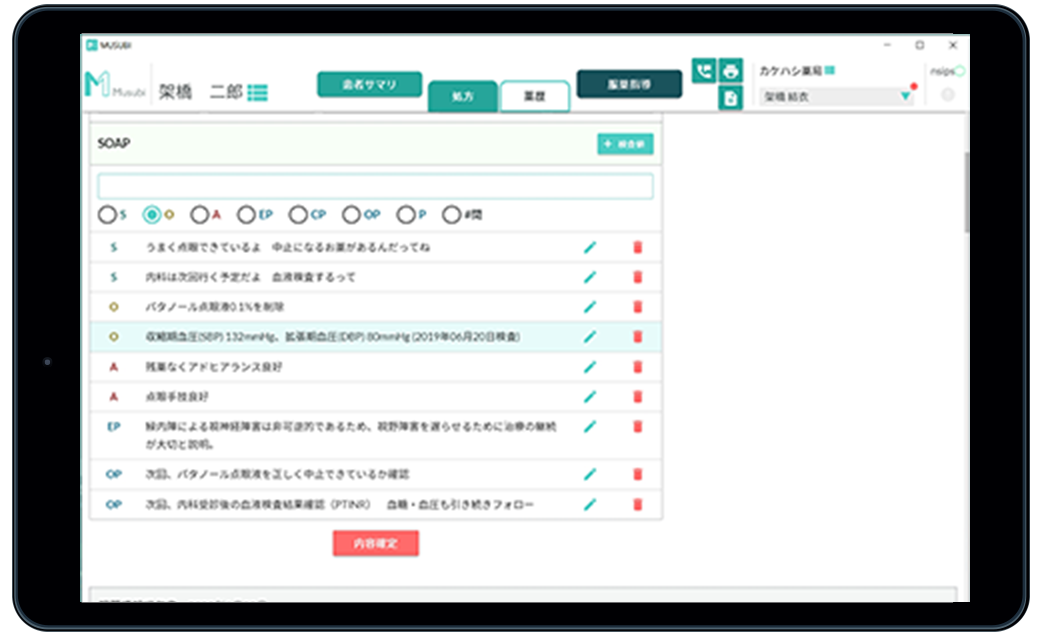 MUSUBI
Musubi
架橋 二郎
患者サマリ
処方
薬歴
服薬指導
カケハシ薬局
架橋 結衣
nsips
SOAP
+ 検査値
S O A EP CP OP P #問
S うまく点眼できているよ 中止になるお薬があるんだってね
S 内科は次回行く予定だよ 血液検査するって
O パタノール点眼液0.1%を削除
O 収縮期血圧(SBP) 132mmHg、拡張期血圧(DBP) 80mmHg (2019年06月20日検査)
A 残薬なくアドヒアランス良好
A 点眼手技良好
EP 緑内障による視神経障害は非可逆的であるため、視野障害を遅らせるために治療の継続
が大切と説明。
OP 次回、パタノール点眼液を正しく中止できているか確認
OP 次回、内科受診後の血液検査結果確認（PTINR） 血糖・血圧も引き続きフォロー
内容確定